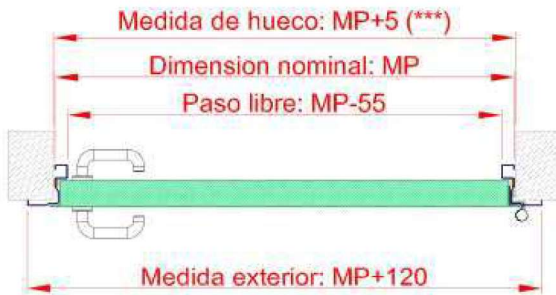 Medida de hueco: MP+5 (***)
Dimension nominal: MP
Paso libre: MP-55
Medida exterior: MP+120